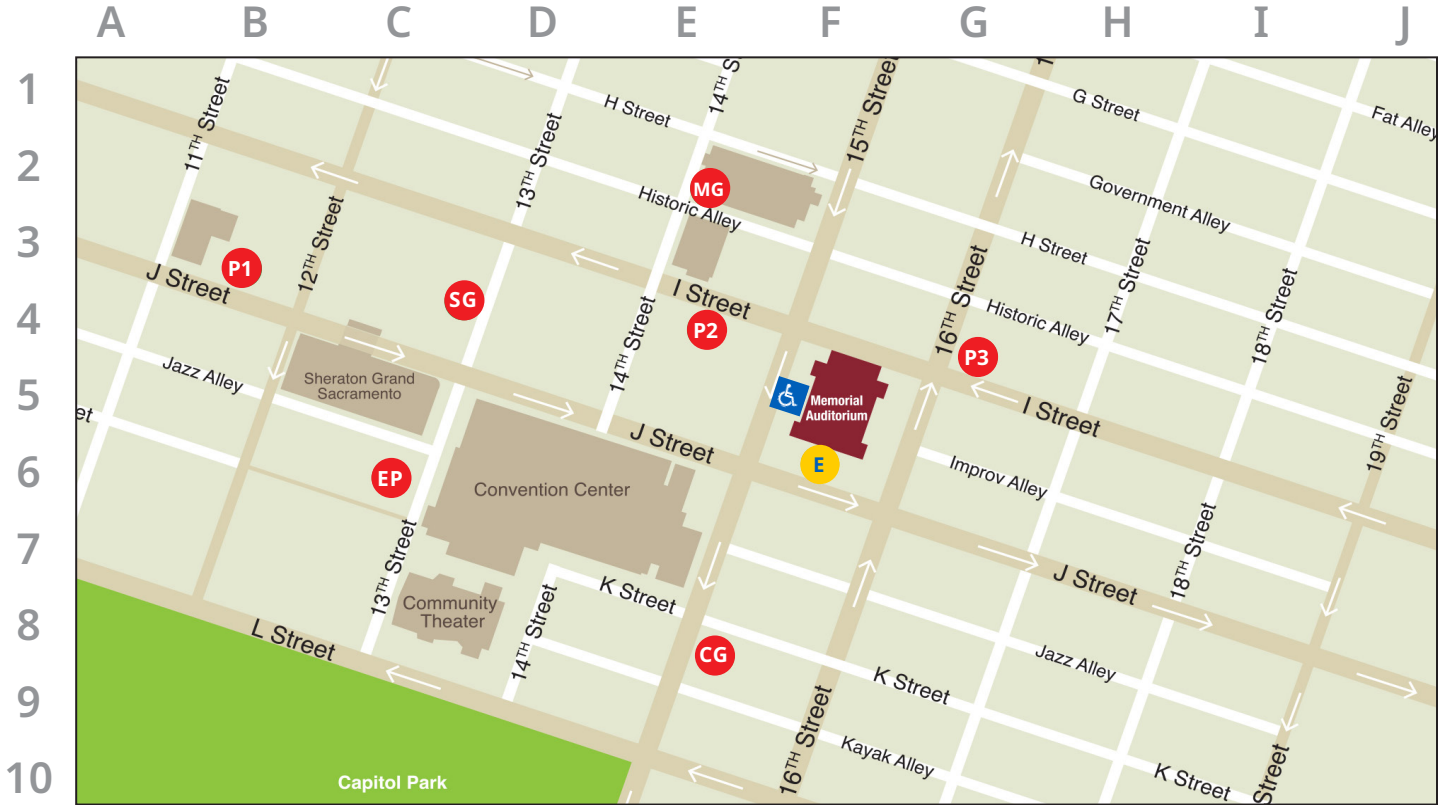 A B C D E F G H I J
1
2
3
4
5
6
7
8
9
10
11TH Street
12TH Street
13TH Street
14TH S
15TH Street
1
H Street
G Street
Fat Alley
MG
Historic Alley
Government Alley
H Street
17TH Street
16TH Street
P1
J Street
SG
I Street
P2
14TH Street
Historic Alley
18TH Street
P3
Jazz Alley
Sheraton Grand
Sacramento
Memorial
Auditorium
I Street
19TH Street
et
J Street
E
EP
Convention Center
Improv Alley
13TH Street
18TH Street
K Street
J Street
Community
Theater
14TH Street
L Street
CG
Jazz Alley
K Street
16TH Street
Kayak Alley
K Street
Street
Capitol Park